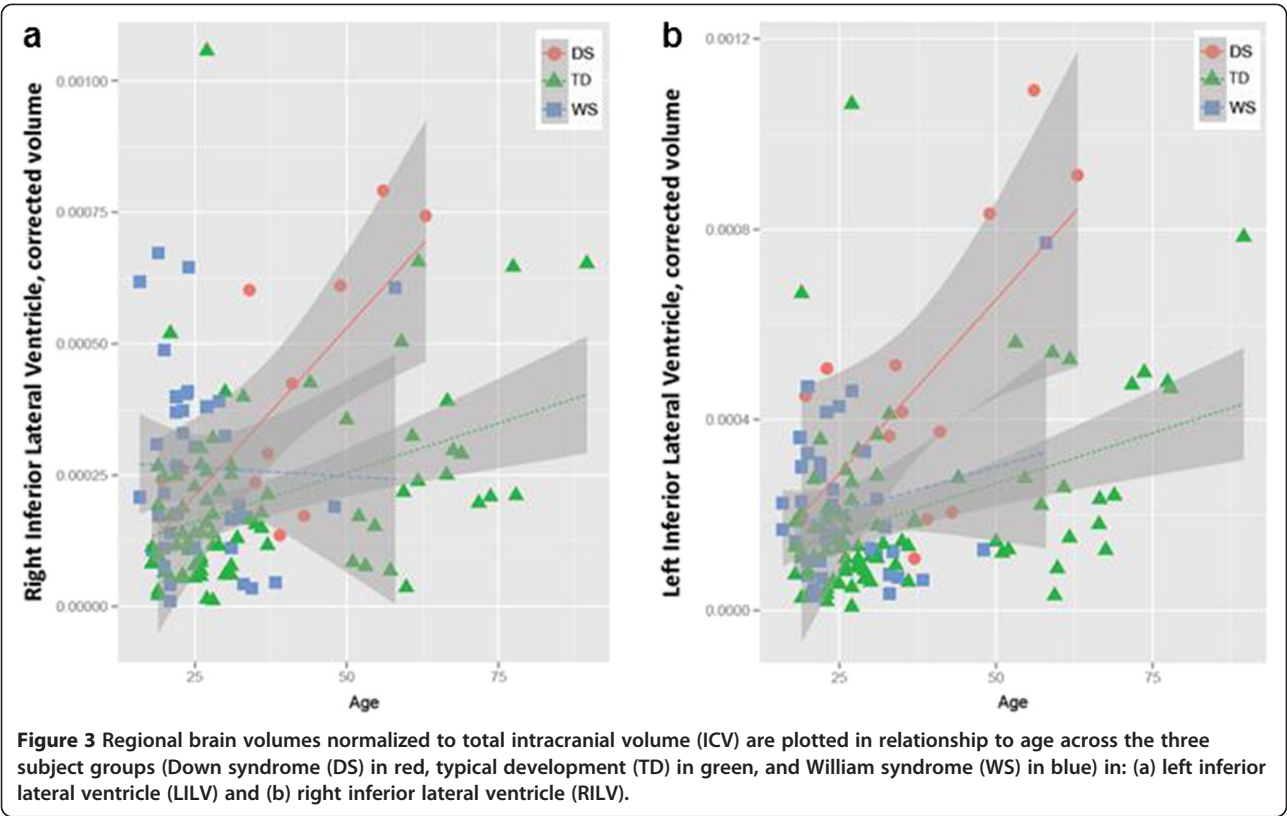 a
DS
TD
WS
Right Inferior Lateral Ventricle, corrected volume
0.00100
0.00075
0.00050
0.00025
0.00000
25 50 75
Age
b
DS
TD
WS
Left Inferior Lateral Ventricle, corrected volume
0.0012
0.0008
0.0004
0.0000
25 50 75
Age
Figure 3 Regional brain volumes normalized to total intracranial volume (ICV) are plotted in relationship to age across the three
subject groups (Down syndrome (DS) in red, typical development (TD) in green, and William syndrome (WS) in blue) in: (a) left inferior
lateral ventricle (LILV) and (b) right inferior lateral ventricle (RILV).